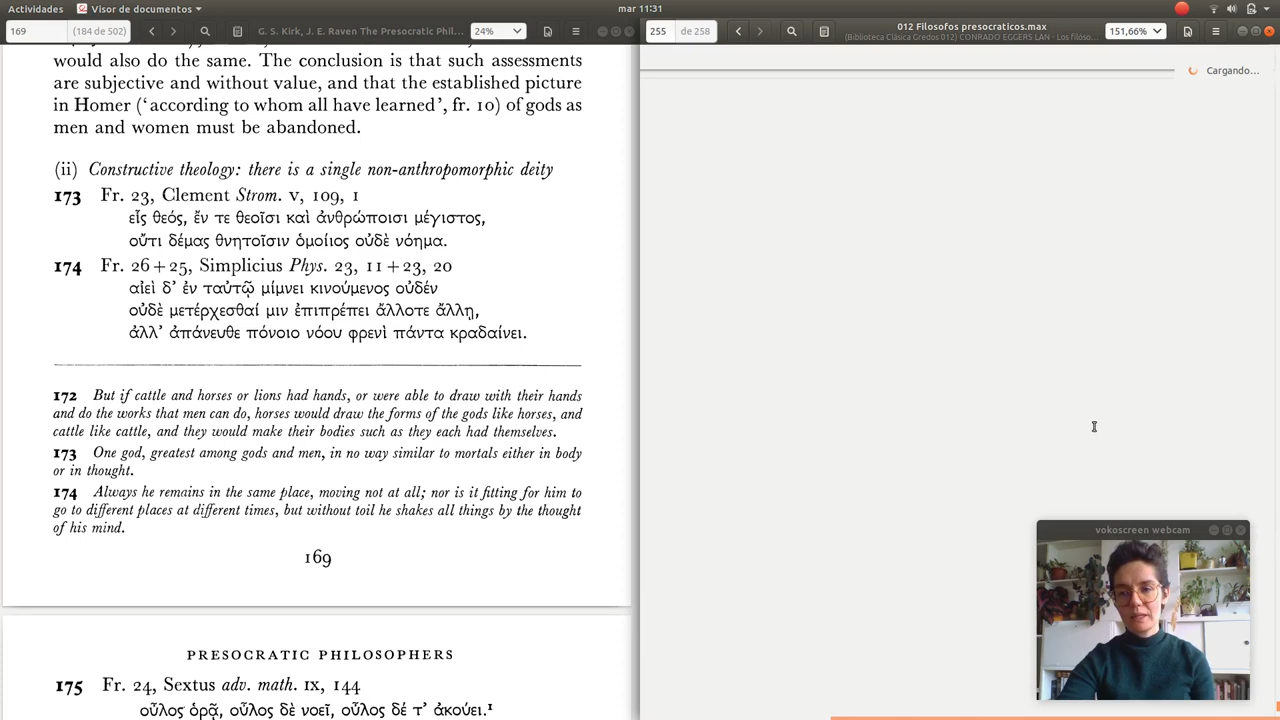 Actividades
Visor de documentos
mar 11:31
169
(184 de 502)
G. S. Kirk, J. E. Raven The Presocratic Phil…
24%
255
de 258
012 Filosofos presocraticos.max
(Biblioteca Clásica Gredos 012) CONRADO EGGERS LAN - Los filóso…
151,66%
would also do the same. The conclusion is that such assessments
are subjective and without value, and that the established picture
in Homer (‘according to whom all have learned’, fr. 10) of gods as
men and women must be abandoned.
(ii) Constructive theology: there is a single non-anthropomorphic deity
173 Fr. 23, Clement Strom. v, 109, 1
εἷς θεός, ἔν τε θεοῖσι καὶ ἀνθρώποισι μέγιστος,
οὔτι δέμας θνητοῖσιν ὁμοίιος οὐδὲ νόημα.
174 Fr. 26 + 25, Simplicius Phys. 23, 11 + 23, 20
αἰεὶ δ’ ἐν ταὐτῷ μίμνει κινούμενος οὐδέν
οὐδὲ μετέρχεσθαί μιν ἐπιπρέπει ἄλλοτε ἄλλῃ,
ἀλλ’ ἀπάνευθε πόνοιο νόου φρενὶ πάντα κραδαίνει.
172 But if cattle and horses or lions had hands, or were able to draw with their hands
and do the works that men can do, horses would draw the forms of the gods like horses, and
cattle like cattle, and they would make their bodies such as they each had themselves.
173 One god, greatest among gods and men, in no way similar to mortals either in body
or in thought.
174 Always he remains in the same place, moving not at all; nor is it fitting for him to
go to different places at different times, but without toil he shakes all things by the thought
of his mind.
169
PRESOCRATIC PHILOSOPHERS
175 Fr. 24, Sextus adv. math. IX, 144
οὖλος ὁρᾷ, οὖλος δὲ νοεῖ, οὖλος δέ τ’ ἀκούει.¹
Cargando…
vokoscreen webcam